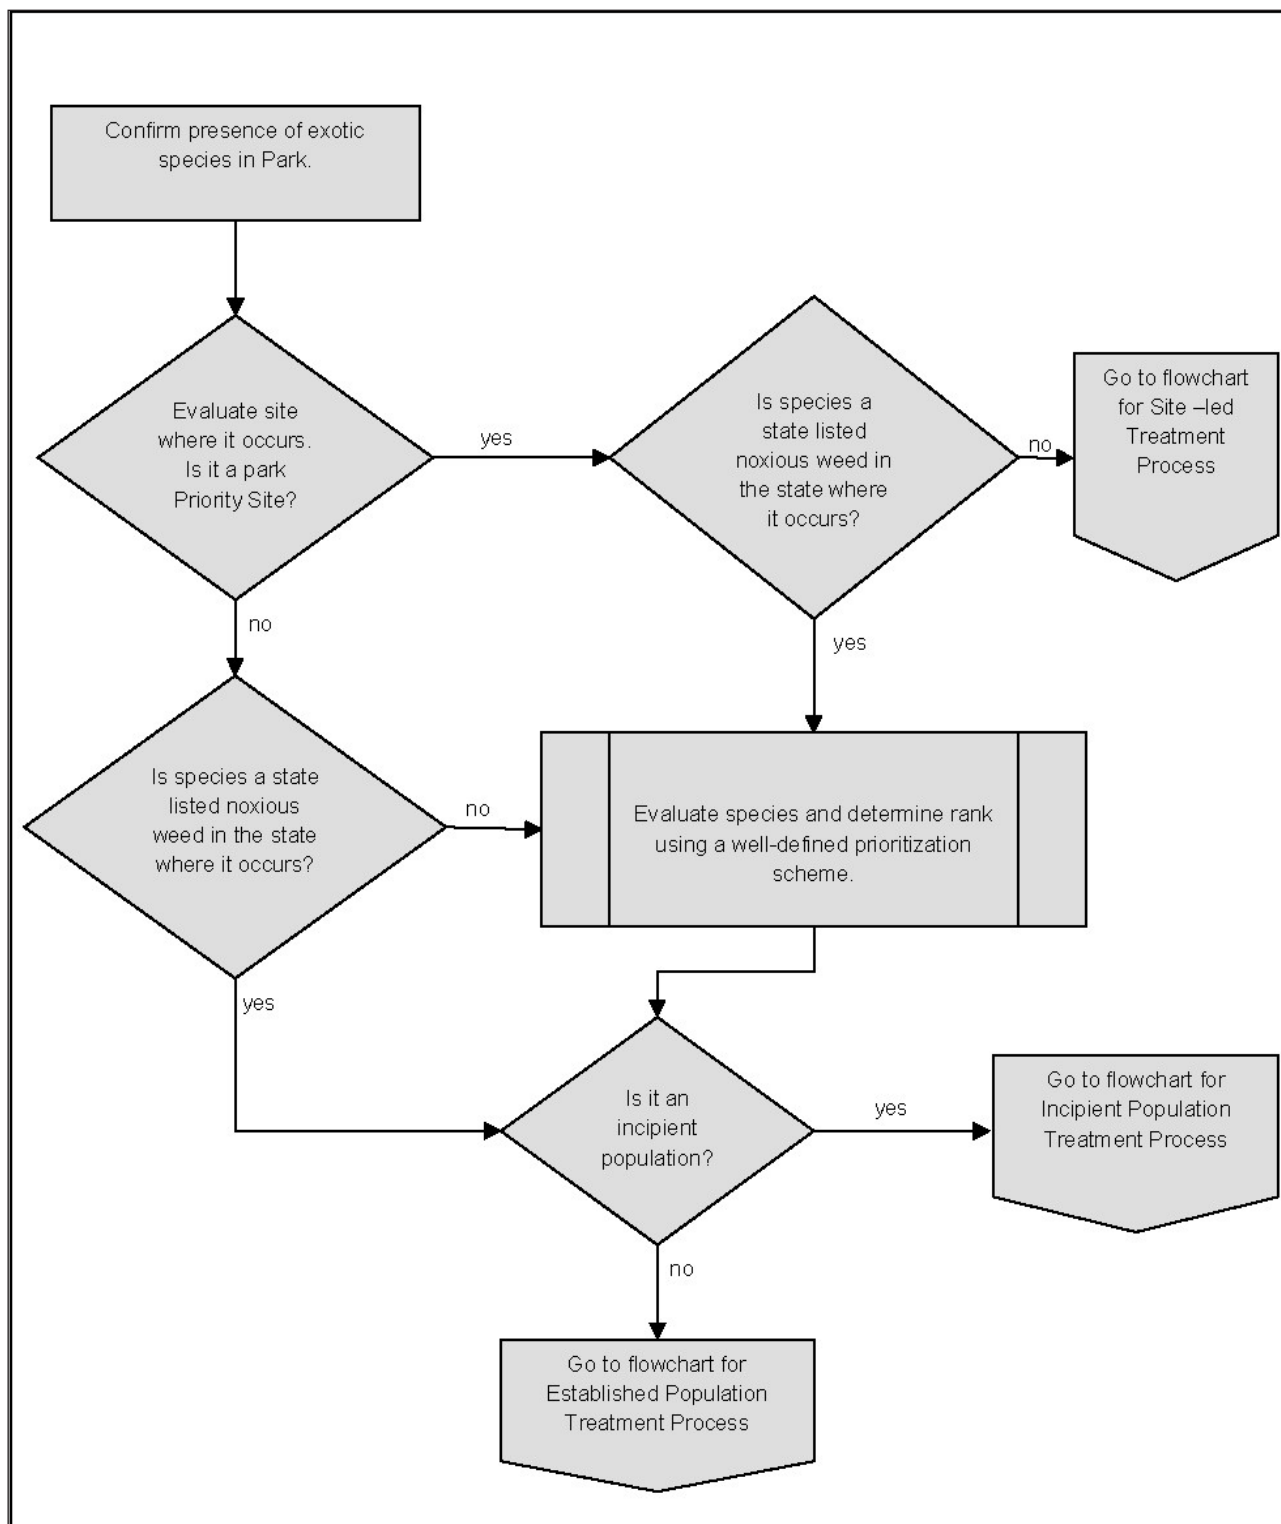 Confirm presence of exotic
species in Park.
Evaluate site
where it occurs.
Is it a park
Priority Site?
yes
Is species a
state listed
noxious weed in
the state where
it occurs?
no
Go to flowchart
for Site –led
Treatment
Process
no
yes
Is species a state
listed noxious
weed in the state
where it occurs?
no
Evaluate species and determine rank
using a well-defined prioritization
scheme.
yes
Is it an
incipient
population?
yes
Go to flowchart for
Incipient Population
Treatment Process
no
Go to flowchart for
Established Population
Treatment Process